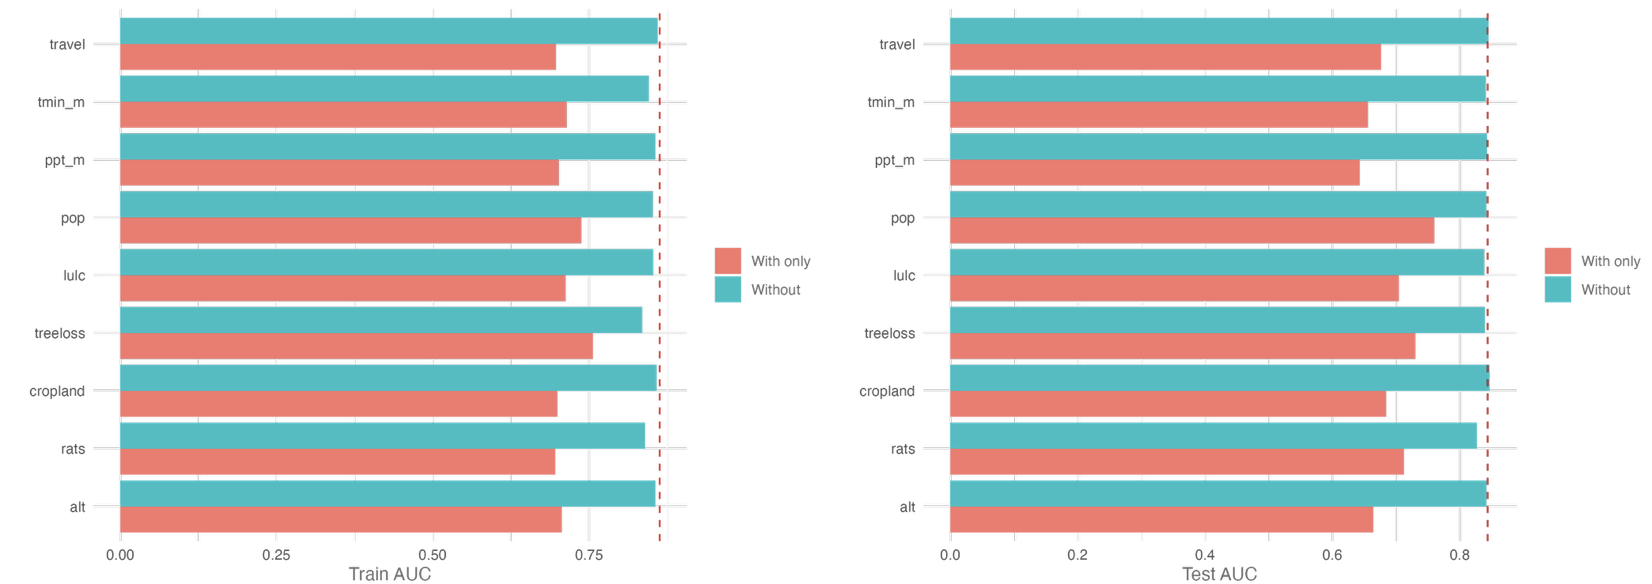 travel
tmin_m
ppt_m
pop
lulc
treeloss
cropland
rats
alt
0.00 0.25 0.50 0.75
Train AUC
With only
Without
travel
tmin_m
ppt_m
pop
lulc
treeloss
cropland
rats
alt
0.0 0.2 0.4 0.6 0.8
Test AUC
With only
Without